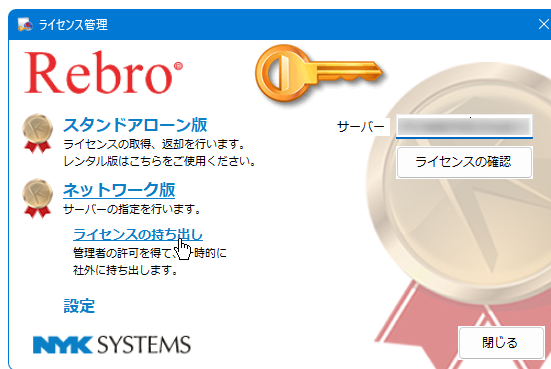 ライセンス管理
Rebro®
スタンドアローン版
ライセンスの取得、返却を行います。
レンタル版はこちらをご使用ください。
サーバー
ライセンスの確認
ネットワーク版
サーバーの指定を行います。
ライセンスの持ち出し
管理者の許可を得て、一時的に
社外に持ち出します。
設定
NYK SYSTEMS
閉じる